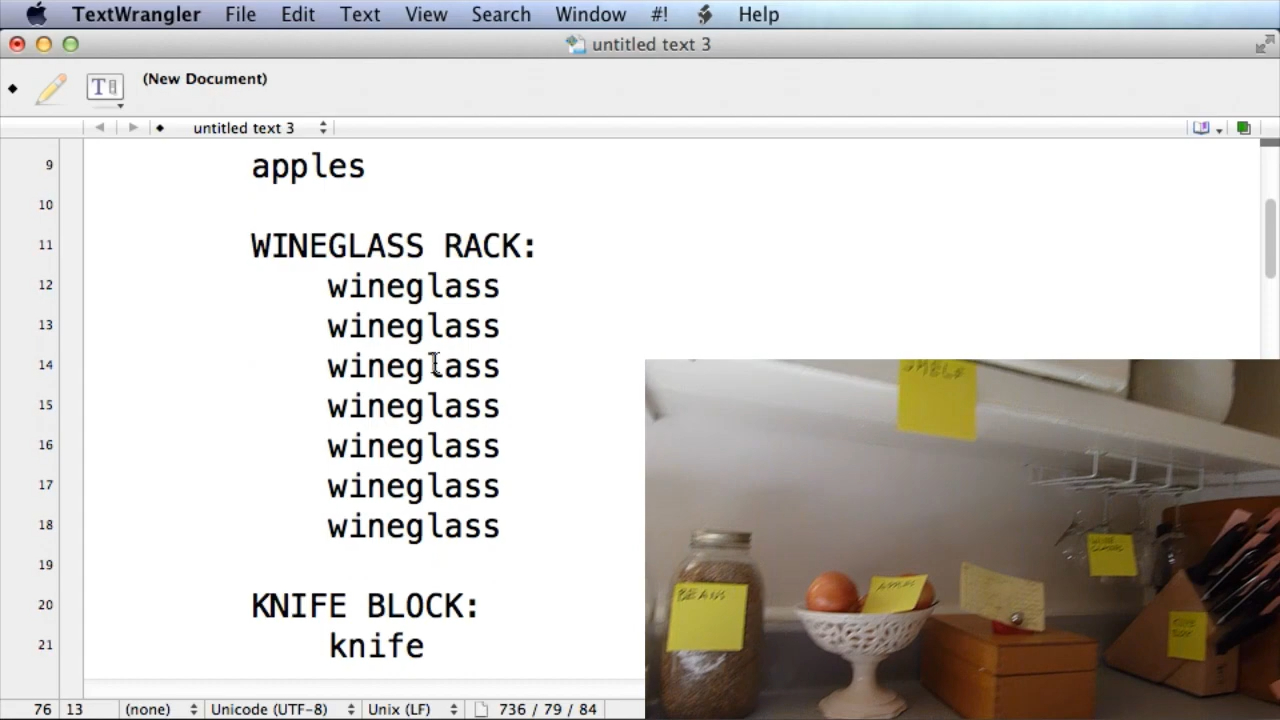 TextWrangler File Edit Text View Search Window #! Help
untitled text 3
(New Document)
untitled text 3
9 apples
10
11 WINEGLASS RACK:
12 wineglass
13 wineglass
14 wineglass
15 wineglass
16 wineglass
17 wineglass
18 wineglass
19
20 KNIFE BLOCK:
21 knife
SHELF
WINE
BEANS
APPLES
76 13 (none) Unicode (UTF-8) Unix (LF) 736 / 79 / 84